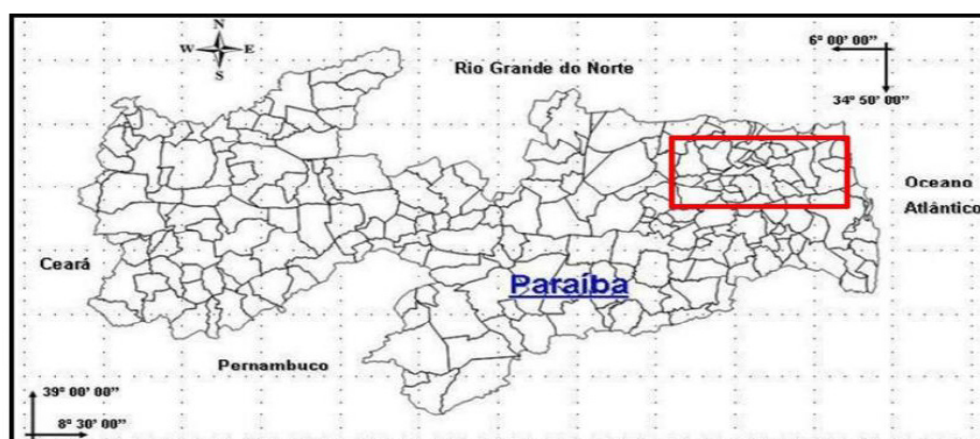 N
W E
S
6° 00' 00"
Rio Grande do Norte
34° 50' 00"
Oceano
Atlântico
Ceará
Paraíba
Pernambuco
39° 00' 00"
8° 30' 00"